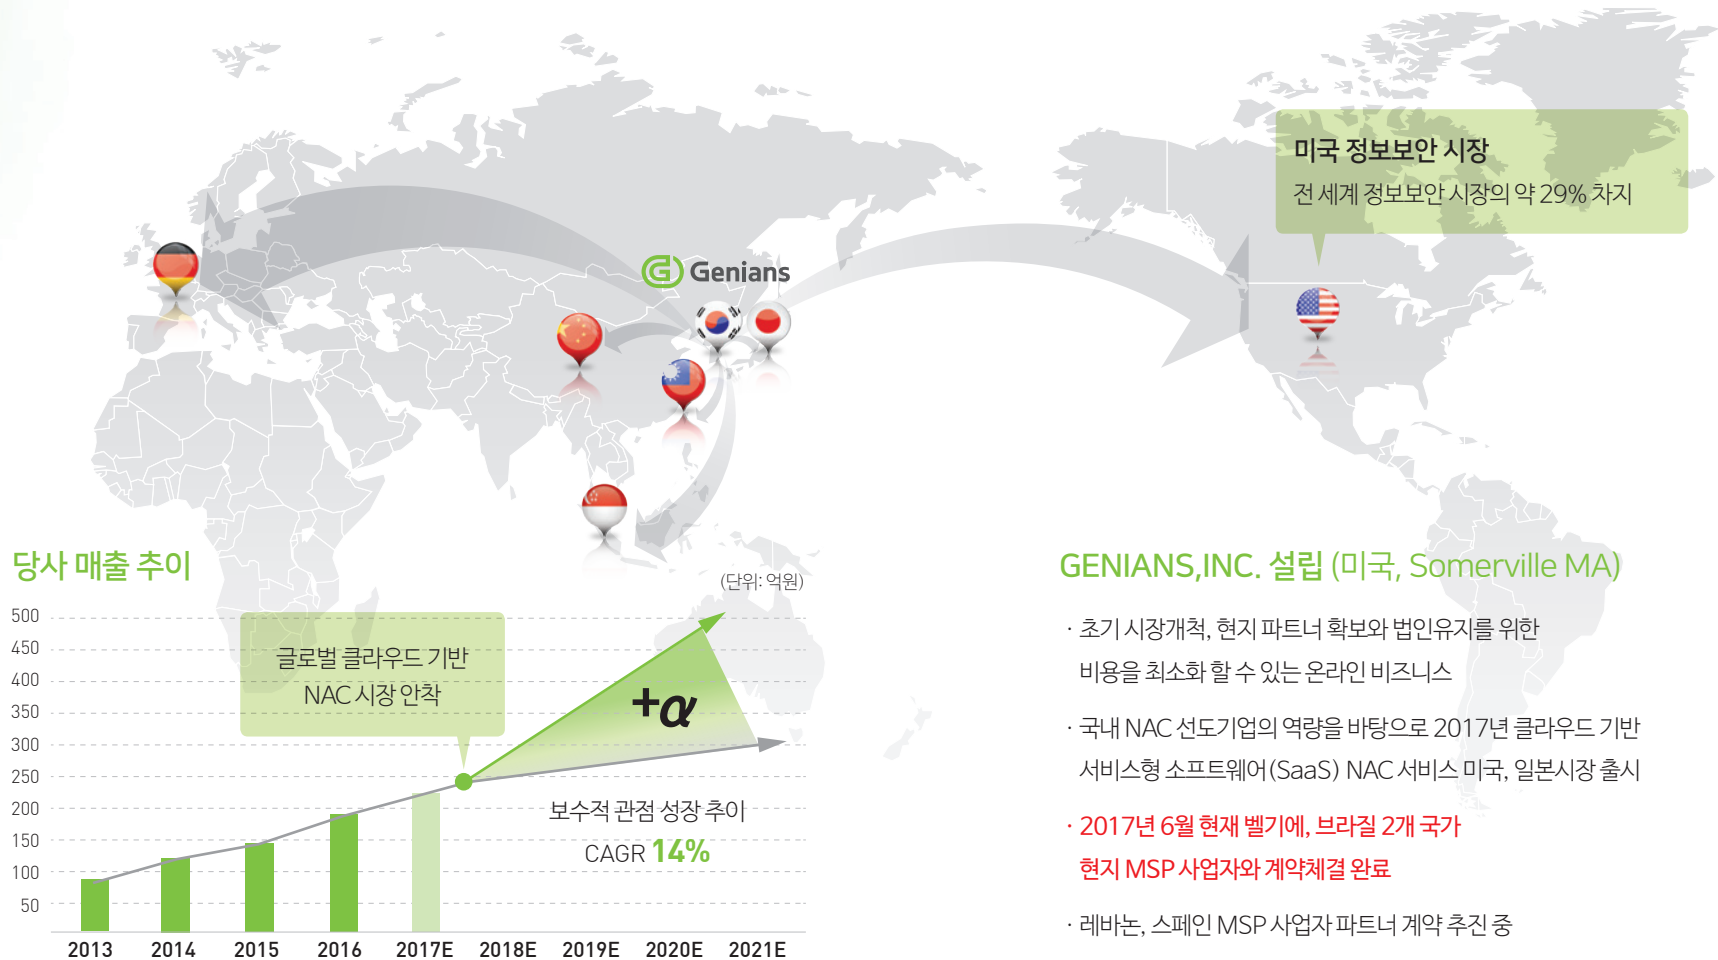 미국 정보보안 시장
전 세계 정보보안 시장의 약 29% 차지
Genians
당사 매출 추이
(단위: 억원)
500
450
400
350
300
250
200
150
100
50
글로벌 클라우드 기반
NAC 시장 안착
+α
보수적 관점 성장 추이
CAGR 14%
2013 2014 2015 2016 2017E 2018E 2019E 2020E 2021E
GENIANS,INC. 설립 (미국, Somerville MA)
· 초기 시장개척, 현지 파트너 확보와 법인유지를 위한
비용을 최소화 할 수 있는 온라인 비즈니스
· 국내 NAC 선도기업의 역량을 바탕으로 2017년 클라우드 기반
서비스형 소프트웨어(SaaS) NAC 서비스 미국, 일본시장 출시
· 2017년 6월 현재 벨기에, 브라질 2개 국가
현지 MSP 사업자와 계약체결 완료
· 레바논, 스페인 MSP 사업자 파트너 계약 추진 중